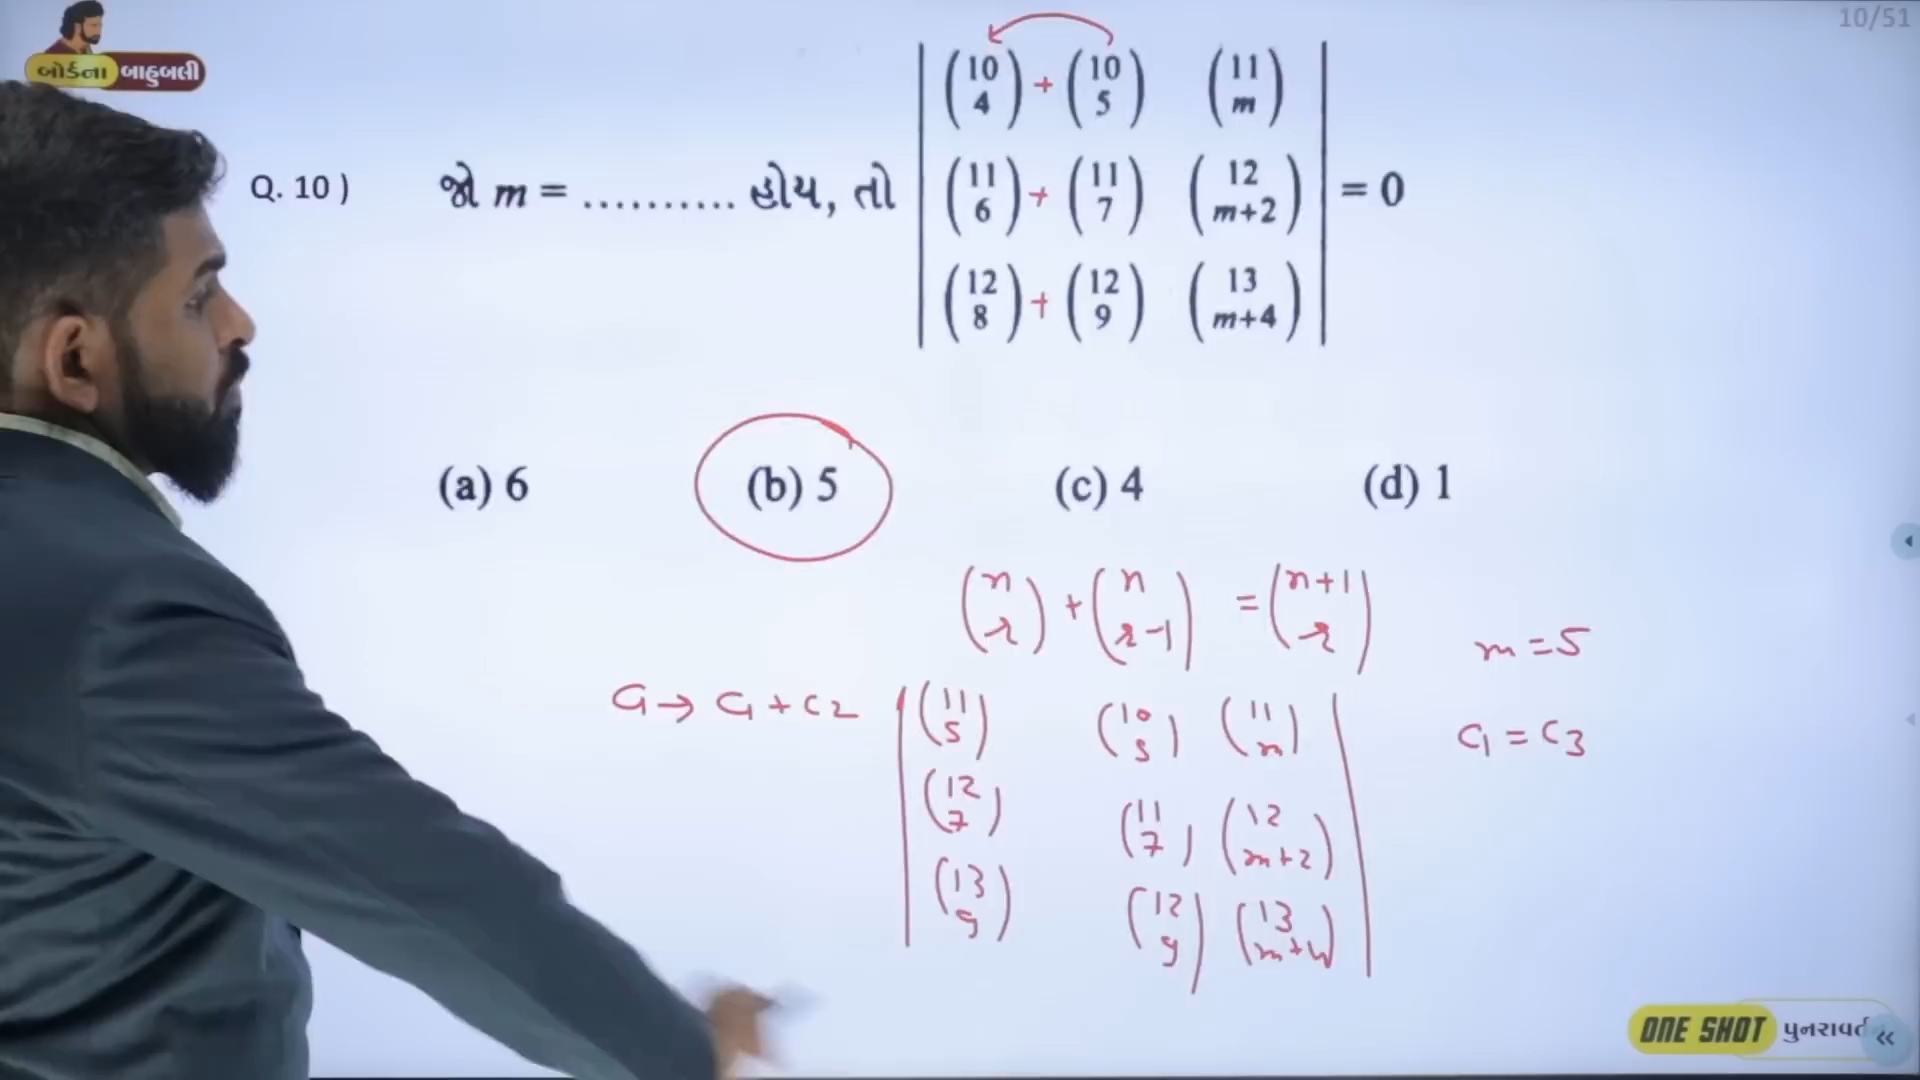 બોર્ડના બાહુબલી
10/51
Q. 10 ) જો m = .......... હોય, તો
(10 4) + (10 5) (11 m)
(11 6) + (11 7) (12 m+2) = 0
(12 8) + (12 9) (13 m+4)
(a) 6 (b) 5 (c) 4 (d) 1
(n r) + (n r-1) = (n+1 r)
m = 5
C1 → C1 + C2
(11 5) (10 5) (11 m)
C1 = C3
(12 7) (11 7) (12 m+2)
(13 9) (12 9) (13 m+4)
ONE SHOT
«